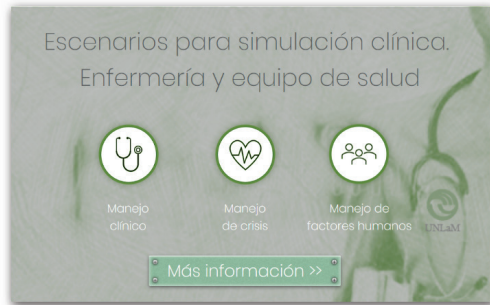 Escenarios para simulación clínica.
Enfermería y equipo de salud
Manejo
clínico
Manejo
de crisis
Manejo de
factores humanos
UNLaM
Más información >>